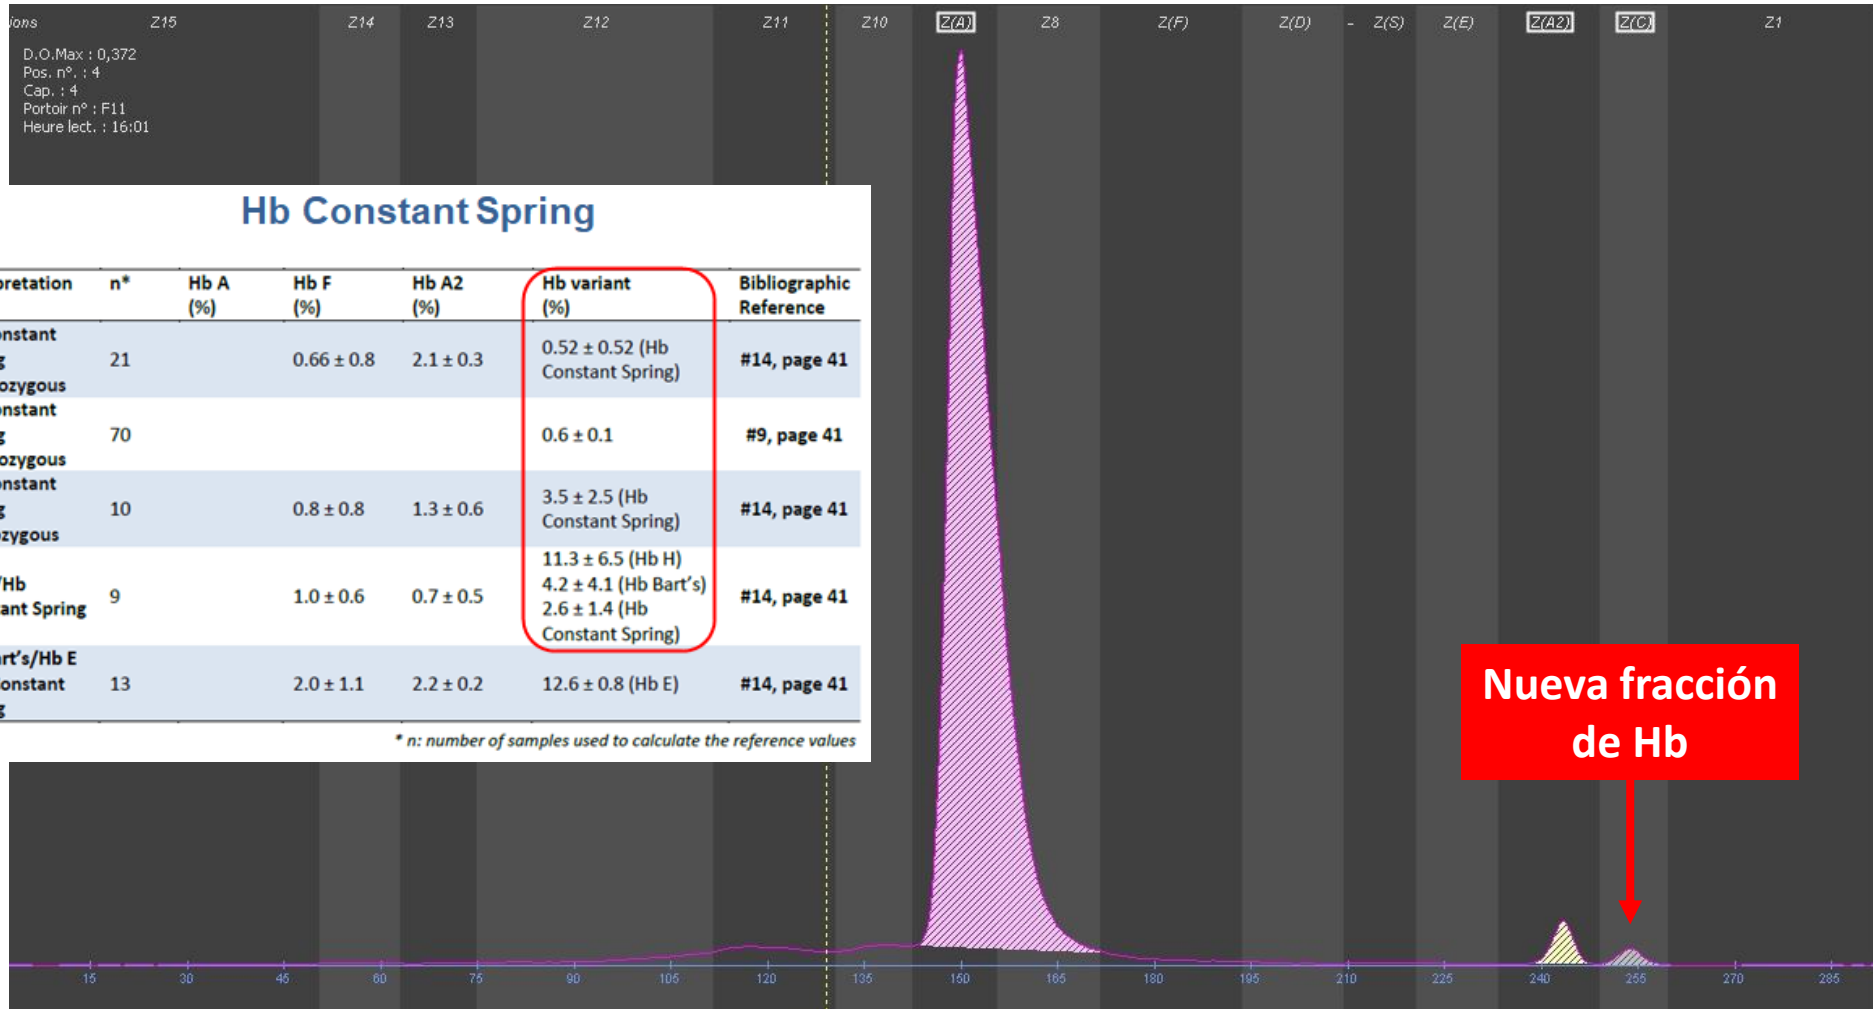 ions Z15 Z14 Z13 Z12 Z11 Z10 Z(A) Z8 Z(F) Z(D) - Z(S) Z(E) Z(A2) Z(C) Z1
D.O.Max : 0,372
Pos. n°. : 4
Cap. : 4
Portoir n° : F11
Heure lect. : 16:01
Hb Constant Spring
pretation n* Hb A Hb F Hb A2 Hb variant Bibliographic
(%) (%) (%) (%) Reference
onstant
g
ozygous
21 0.66 ± 0.8 2.1 ± 0.3
0.52 ± 0.52 (Hb
Constant Spring)
#14, page 41
onstant
g
ozygous
70 0.6 ± 0.1 #9, page 41
onstant
g
ozygous
10 0.8 ± 0.8 1.3 ± 0.6
3.5 ± 2.5 (Hb
Constant Spring)
#14, page 41
/Hb
ant Spring
9 1.0 ± 0.6 0.7 ± 0.5
11.3 ± 6.5 (Hb H)
4.2 ± 4.1 (Hb Bart's)
2.6 ± 1.4 (Hb
Constant Spring)
#14, page 41
rt's/Hb E
onstant
g
13 2.0 ± 1.1 2.2 ± 0.2 12.6 ± 0.8 (Hb E) #14, page 41
* n: number of samples used to calculate the reference values
Nueva fracción
de Hb
15 30 45 60 75 90 105 120 135 150 165 180 195 210 225 240 255 270 285